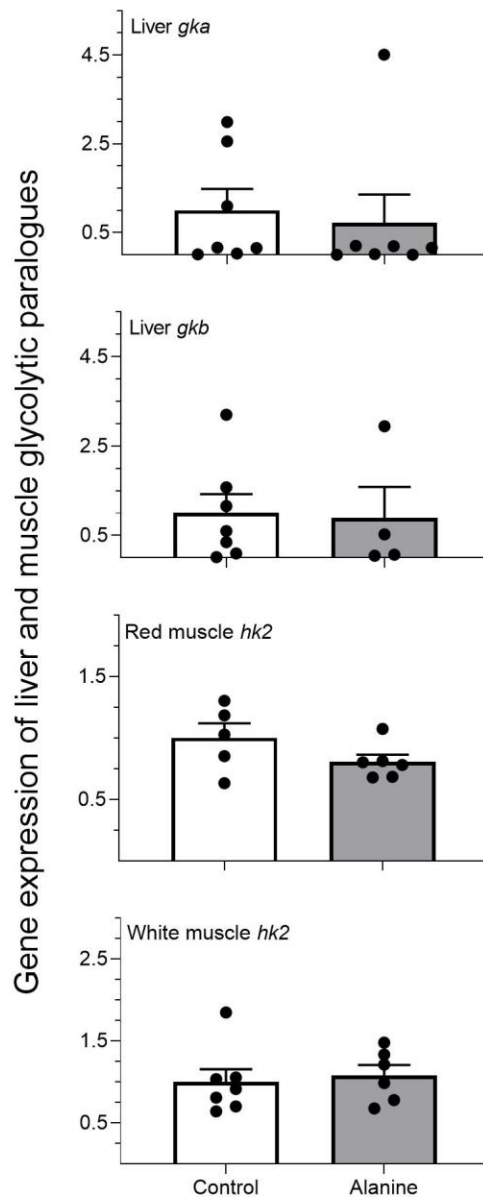 Gene expression of liver and muscle glycolytic paralogues
Liver gka
4.5
2.5
0.5
Liver gkb
4.5
2.5
0.5
Red muscle hk2
1.5
0.5
White muscle hk2
2.5
1.5
0.5
Control Alanine